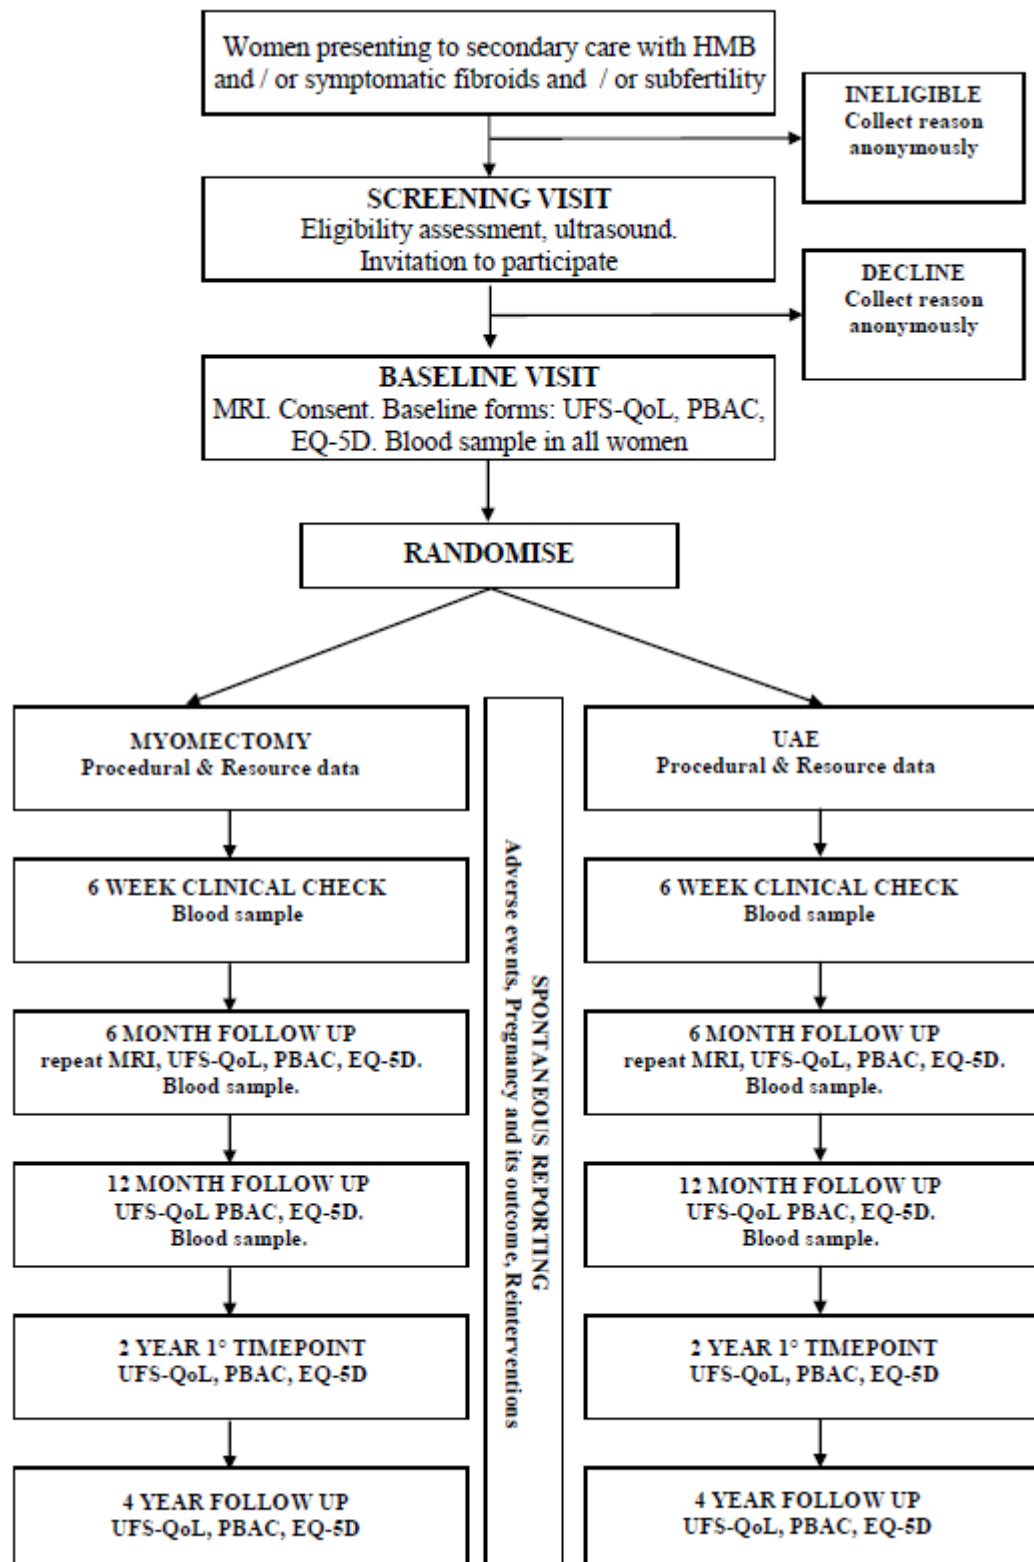 Women presenting to secondary care with HMB
and / or symptomatic fibroids and / or subfertility
INELIGIBLE
Collect reason
anonymously
SCREENING VISIT
Eligibility assessment, ultrasound.
Invitation to participate
DECLINE
Collect reason
anonymously
BASELINE VISIT
MRI. Consent. Baseline forms: UFS-QoL, PBAC,
EQ-5D. Blood sample in all women
RANDOMISE
MYOMECTOMY
Procedural & Resource data
6 WEEK CLINICAL CHECK
Blood sample
6 MONTH FOLLOW UP
repeat MRI, UFS-QoL, PBAC, EQ-5D.
Blood sample.
12 MONTH FOLLOW UP
UFS-QoL PBAC, EQ-5D.
Blood sample.
2 YEAR 1° TIMEPOINT
UFS-QoL, PBAC, EQ-5D
4 YEAR FOLLOW UP
UFS-QoL, PBAC, EQ-5D
SPONTANEOUS REPORTING
Adverse events, Pregnancy and its outcome, Reinterventions
UAE
Procedural & Resource data
6 WEEK CLINICAL CHECK
Blood sample
6 MONTH FOLLOW UP
repeat MRI, UFS-QoL, PBAC, EQ-5D.
Blood sample.
12 MONTH FOLLOW UP
UFS-QoL PBAC, EQ-5D.
Blood sample.
2 YEAR 1° TIMEPOINT
UFS-QoL, PBAC, EQ-5D
4 YEAR FOLLOW UP
UFS-QoL, PBAC, EQ-5D